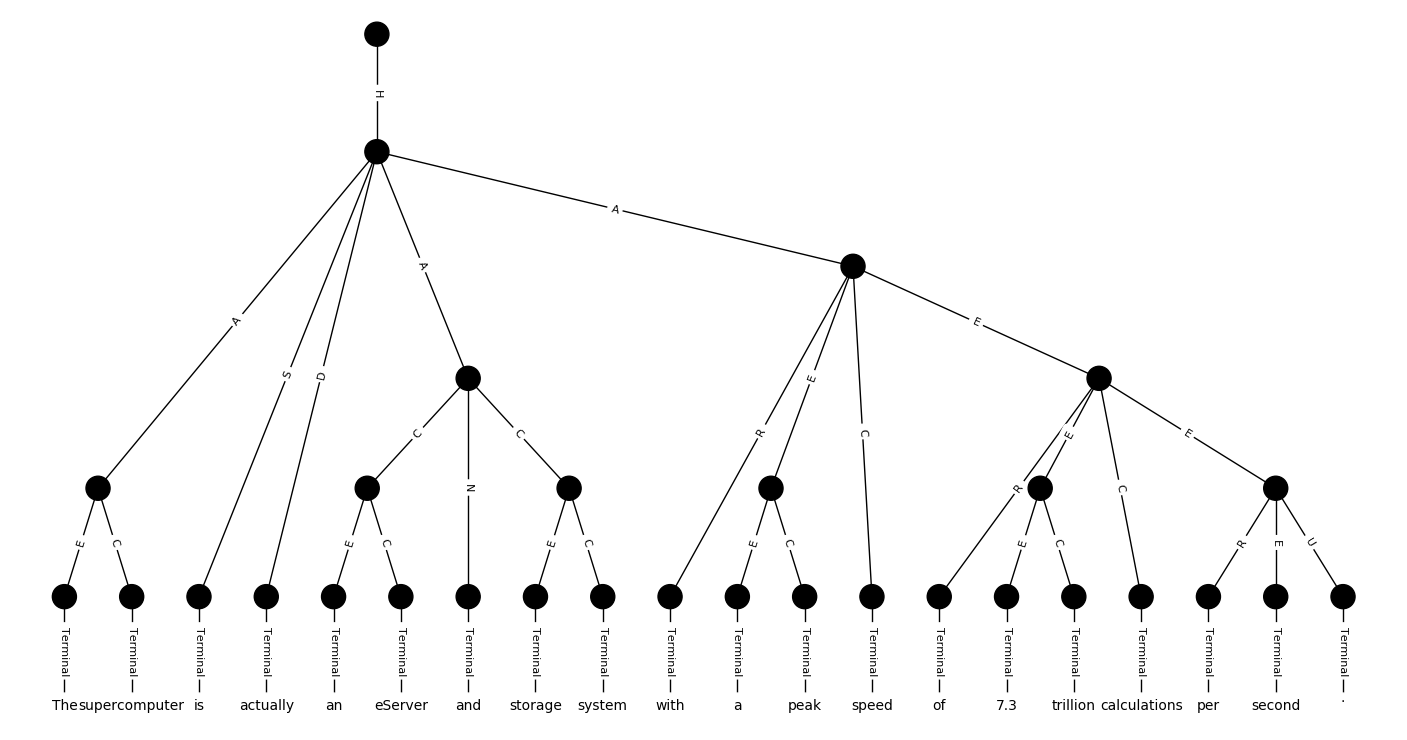 H
A
A
S
D
A
E
E
R
E
C
C
N
C
R
E
C
E
E
C
E
C
E
C
E
C
E
C
R
E
U
Terminal Terminal Terminal Terminal Terminal Terminal Terminal Terminal Terminal Terminal Terminal Terminal Terminal Terminal Terminal Terminal Terminal Terminal Terminal Terminal
The supercomputer is actually an eServer and storage system with a peak speed of 7.3 trillion calculations per second .